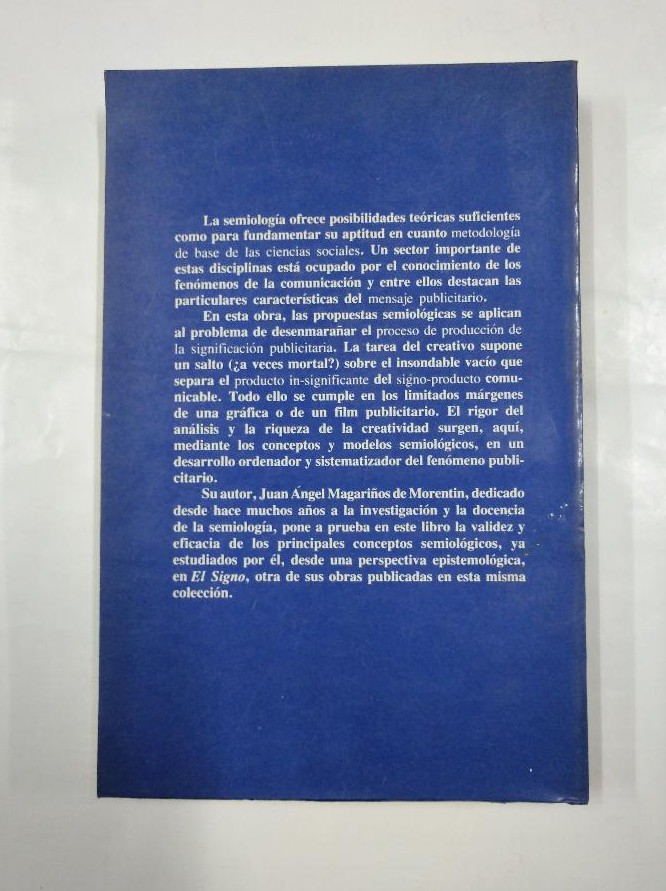 La semiología ofrece posibilidades teóricas suficientes
como para fundamentar su aptitud en cuanto metodología
de base de las ciencias sociales. Un sector importante de
estas disciplinas está ocupado por el conocimiento de los
fenómenos de la comunicación y entre ellos destacan las
particulares características del mensaje publicitario.
En esta obra, las propuestas semiológicas se aplican
al problema de desenmarañar el proceso de producción de
la significación publicitaria. La tarea del creativo supone
un salto (¿a veces mortal?) sobre el insondable vacío que
separa el producto in-significante del signo-producto comu-
nicable. Todo ello se cumple en los limitados márgenes
de una gráfica o de un film publicitario. El rigor del
análisis y la riqueza de la creatividad surgen, aquí,
mediante los conceptos y modelos semiológicos, en un
desarrollo ordenador y sistematizador del fenómeno publi-
citario.
Su autor, Juan Ángel Magariños de Morentin, dedicado
desde hace muchos años a la investigación y la docencia
de la semiología, pone a prueba en este libro la validez y
eficacia de los principales conceptos semiológicos, ya
estudiados por él, desde una perspectiva epistemológica,
en El Signo, otra de sus obras publicadas en esta misma
colección.